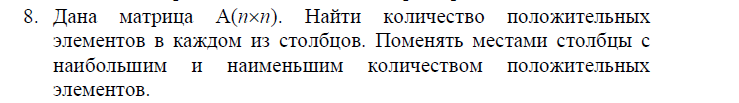 8. Дана матрица A(n×n). Найти количество положительных
элементов в каждом из столбцов. Поменять местами столбцы с
наибольшим и наименьшим количеством положительных
элементов.